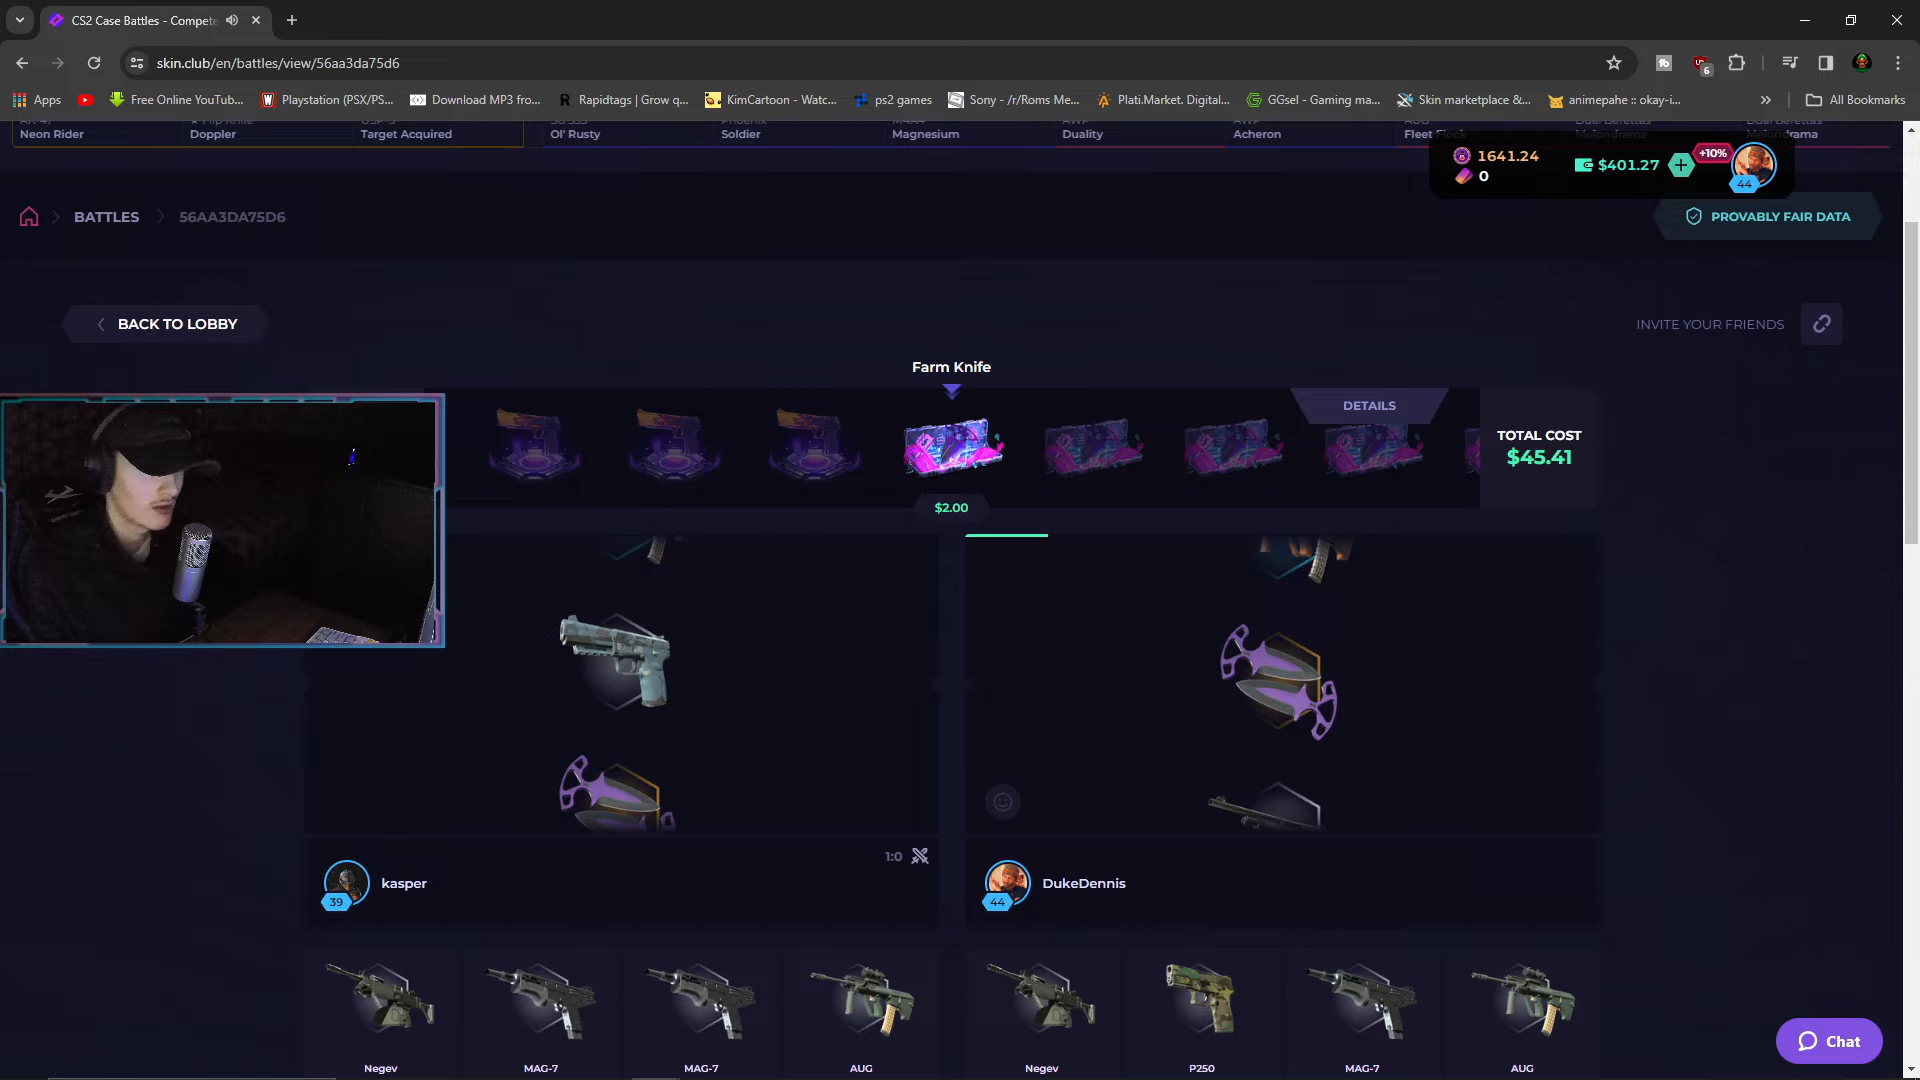 CS2 Case Battles - Compete
skin.club/en/battles/view/56aa3da75d6
6
Apps
Free Online YouTub...
Playstation (PSX/PS...
Download MP3 fro...
Rapidtags | Grow q...
KimCartoon - Watc...
ps2 games
Sony - /r/Roms Me...
Plati.Market. Digital...
GGsel - Gaming ma...
Skin marketplace &...
animepahe :: okay-i...
»
All Bookmarks
Neon Rider
Doppler
Target Acquired
Ol' Rusty
Soldier
Magnesium
Duality
Acheron
Fleet Flock
Melondrama
Melondrama
1641.24
0
$401.27
+10%
44
BATTLES
56AA3DA75D6
PROVABLY FAIR DATA
BACK TO LOBBY
INVITE YOUR FRIENDS
Farm Knife
DETAILS
TOTAL COST
$45.41
$2.00
1:0
kasper
39
DukeDennis
44
Negev
MAG-7
MAG-7
AUG
Negev
P250
MAG-7
AUG
Chat